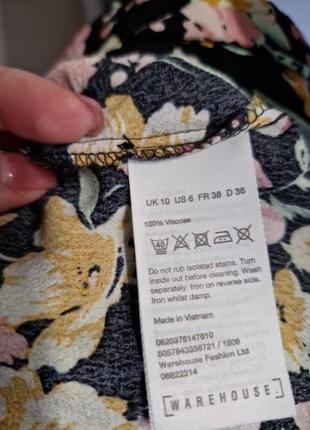 UK 10 US 6 FR 38 D 36
100% Viscose
40
Do not rub isolated stains. Turn
inside out before cleaning. Wash
separately. Iron on reverse side.
Iron whilst damp.
Made in Vietnam
0620376147610
5057843356721 / 1506
Warehouse Fashion Ltd
06822214
[WAREHOUSE]